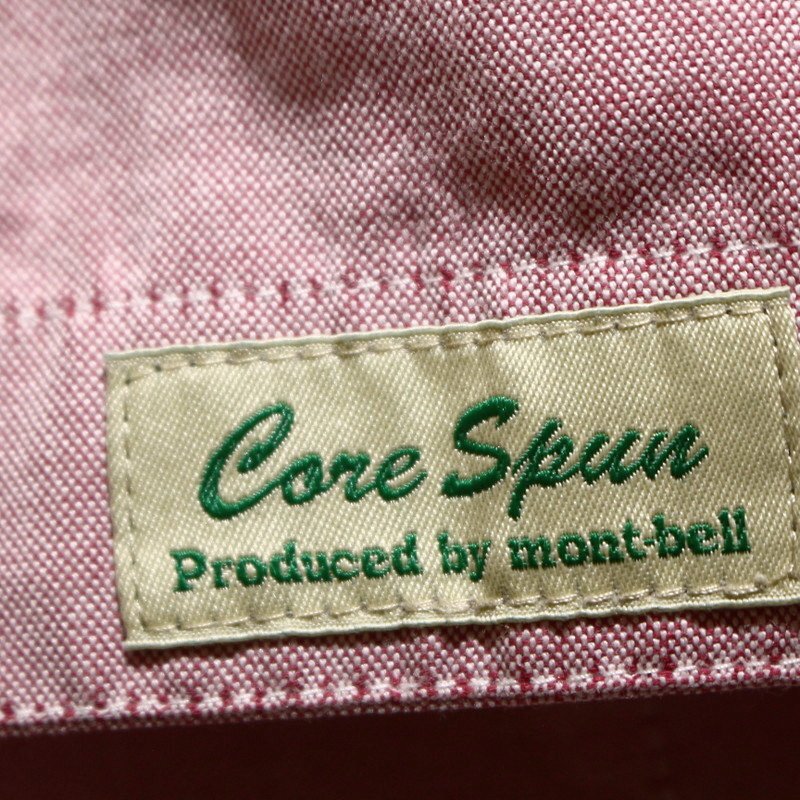 Core Spun
Produced by mont-bell